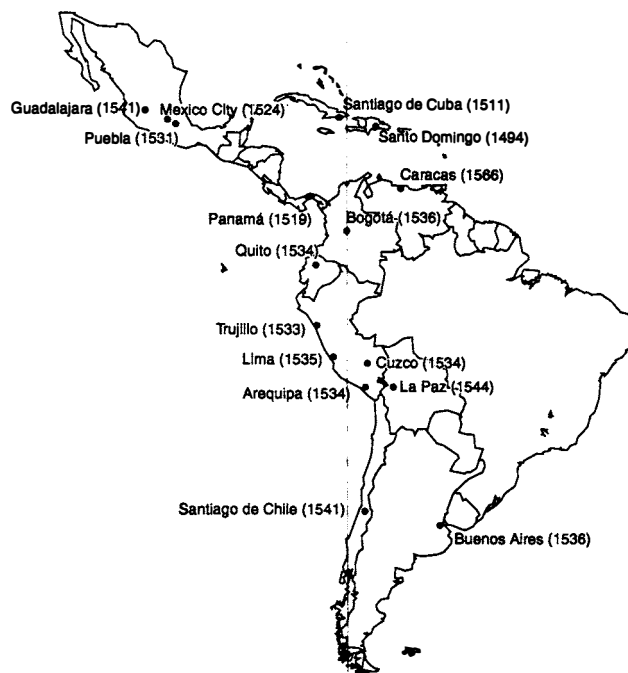 Guadalajara (1541)
Mexico City (1524)
Puebla (1531)
Santiago de Cuba (1511)
Santo Domingo (1494)
Caracas (1566)
Panamá (1519)
Bogotá (1536)
Quito (1534)
Trujillo (1533)
Lima (1535)
Cuzco (1534)
Arequipa (1534)
La Paz (1544)
Santiago de Chile (1541)
Buenos Aires (1536)